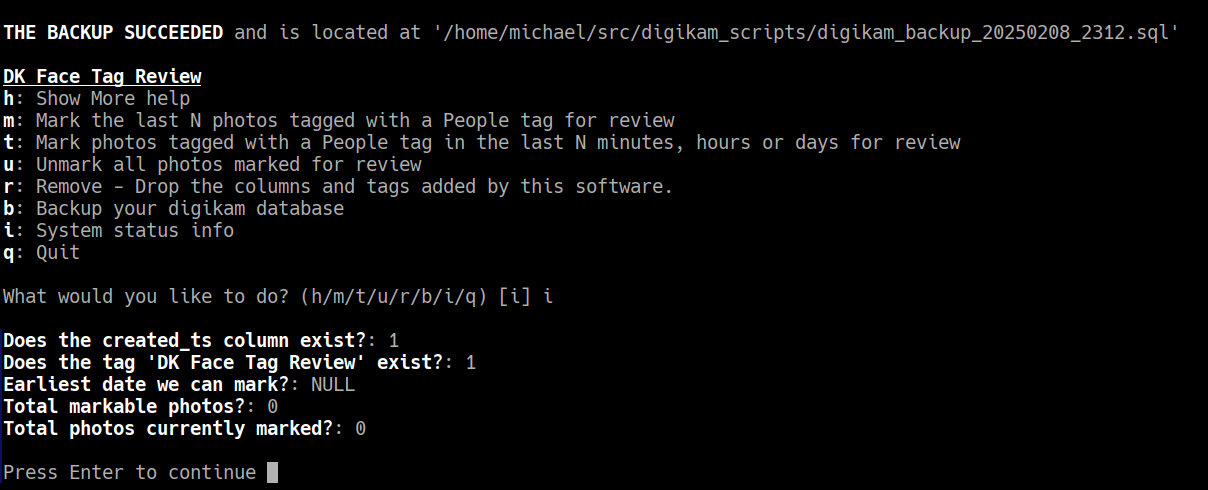 THE BACKUP SUCCEEDED and is located at '/home/michael/src/digikam_scripts/digikam_backup_20250208_2312.sql'
DK Face Tag Review
h: Show More help
m: Mark the last N photos tagged with a People tag for review
t: Mark photos tagged with a People tag in the last N minutes, hours or days for review
u: Unmark all photos marked for review
r: Remove - Drop the columns and tags added by this software.
b: Backup your digikam database
i: System status info
q: Quit
What would you like to do? (h/m/t/u/r/b/i/q) [i] i
Does the created_ts column exist?: 1
Does the tag 'DK Face Tag Review' exist?: 1
Earliest date we can mark?: NULL
Total markable photos?: 0
Total photos currently marked?: 0
Press Enter to continue